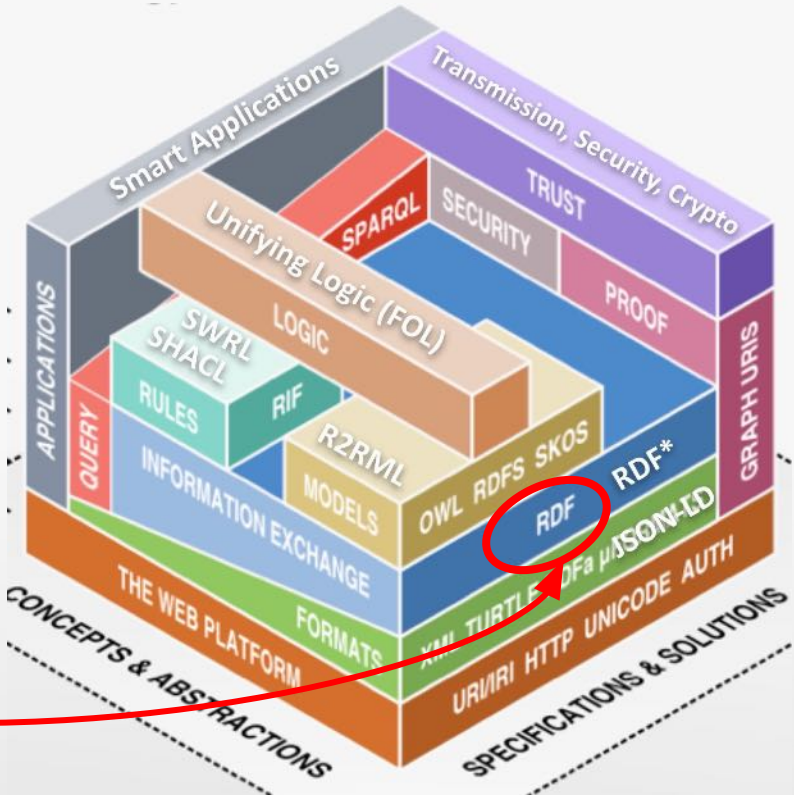 Smart Applications
Transmission, Security, Crypto
TRUST
SPARQL
SECURITY
PROOF
Unifying Logic (FOL)
LOGIC
APPLICATIONS
SWRL
SHACL
RULES
RIF
GRAPH URIS
QUERY
R2RML
MODELS
OWL RDFS SKOS
INFORMATION EXCHANGE
RDF
RDF*
JSON-LD
FORMATS
XML TURTLE
THE WEB PLATFORM
URI/IRI HTTP UNICODE AUTH
CONCEPTS & ABSTRACTIONS
SPECIFICATIONS & SOLUTIONS